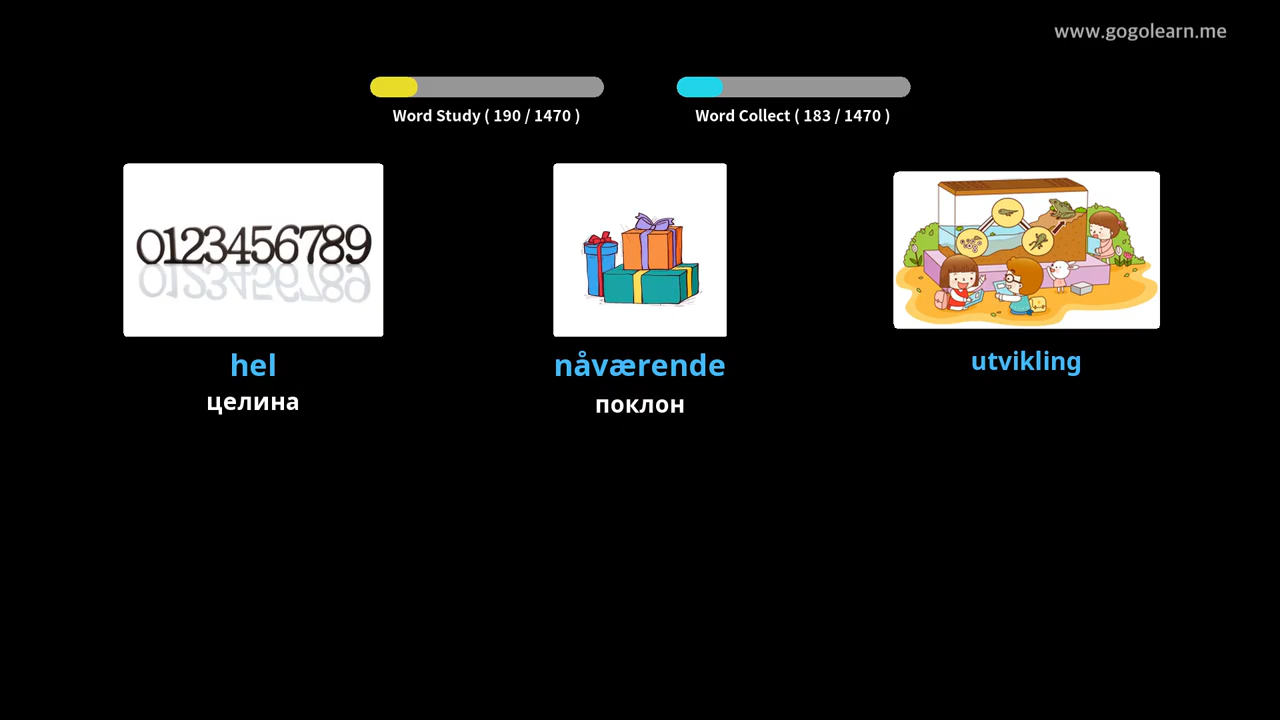 www.gogolearn.me
Word Study ( 190 / 1470 )
Word Collect ( 183 / 1470 )
0123456789
hel
целина
nåværende
поклон
utvikling